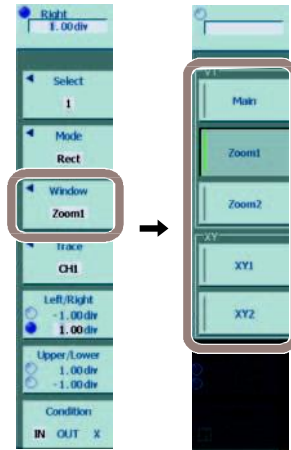 Right
1.00div
Select
1
Mode
Rect
Window
Zoom1
Trace
CH1
Left/Right
-1.00div
1.00div
Upper/Lower
1.00div
-1.00div
Condition
IN OUT X
YT
Main
Zoom1
Zoom2
XY
XY1
XY2